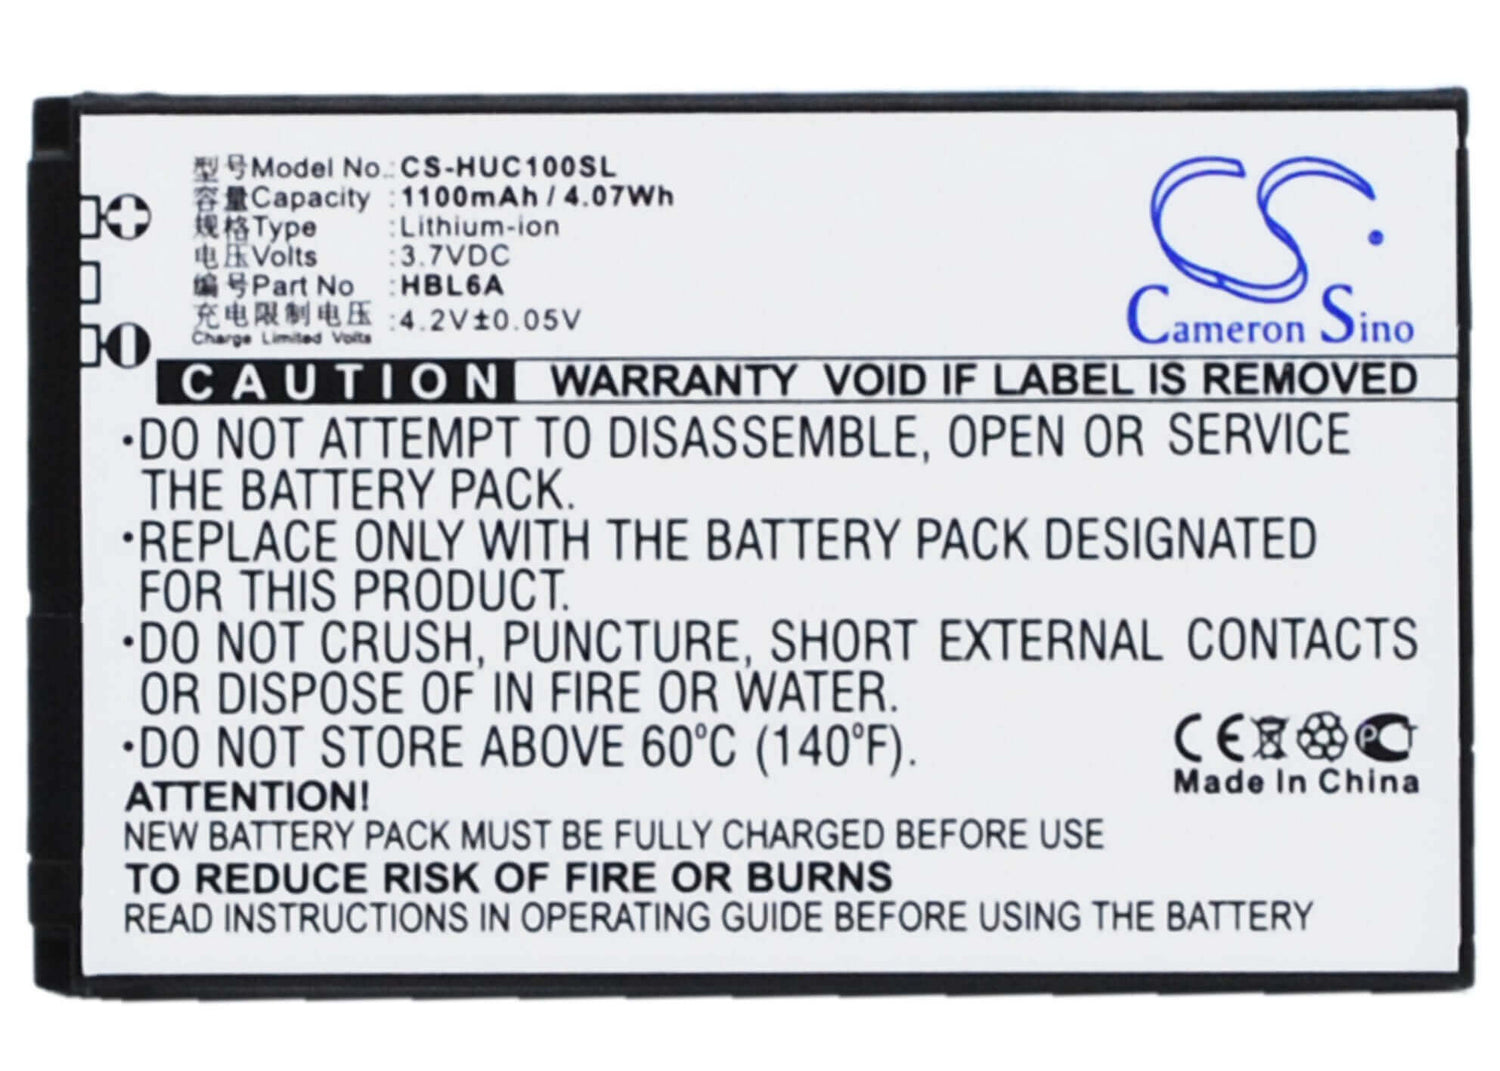 型号Model No.:CS-HUC100SL
容量Capacity :1100mAh / 4.07Wh
规格Type :Lithium-ion
电压Volts :3.7VDC
编号Part No :HBL6A
充电限制电压 :4.2V±0.05V
Charge Limited Volts
CS
Cameron Sino
CAUTION WARRANTY VOID IF LABEL IS REMOVED
·DO NOT ATTEMPT TO DISASSEMBLE, OPEN OR SERVICE
THE BATTERY PACK.
·REPLACE ONLY WITH THE BATTERY PACK DESIGNATED
FOR THIS PRODUCT.
·DO NOT CRUSH, PUNCTURE, SHORT EXTERNAL CONTACTS
OR DISPOSE OF IN FIRE OR WATER.
·DO NOT STORE ABOVE 60°C (140°F).
CE PC
Made In China
ATTENTION!
NEW BATTERY PACK MUST BE FULLY CHARGED BEFORE USE
TO REDUCE RISK OF FIRE OR BURNS
READ INSTRUCTIONS IN OPERATING GUIDE BEFORE USING THE BATTERY